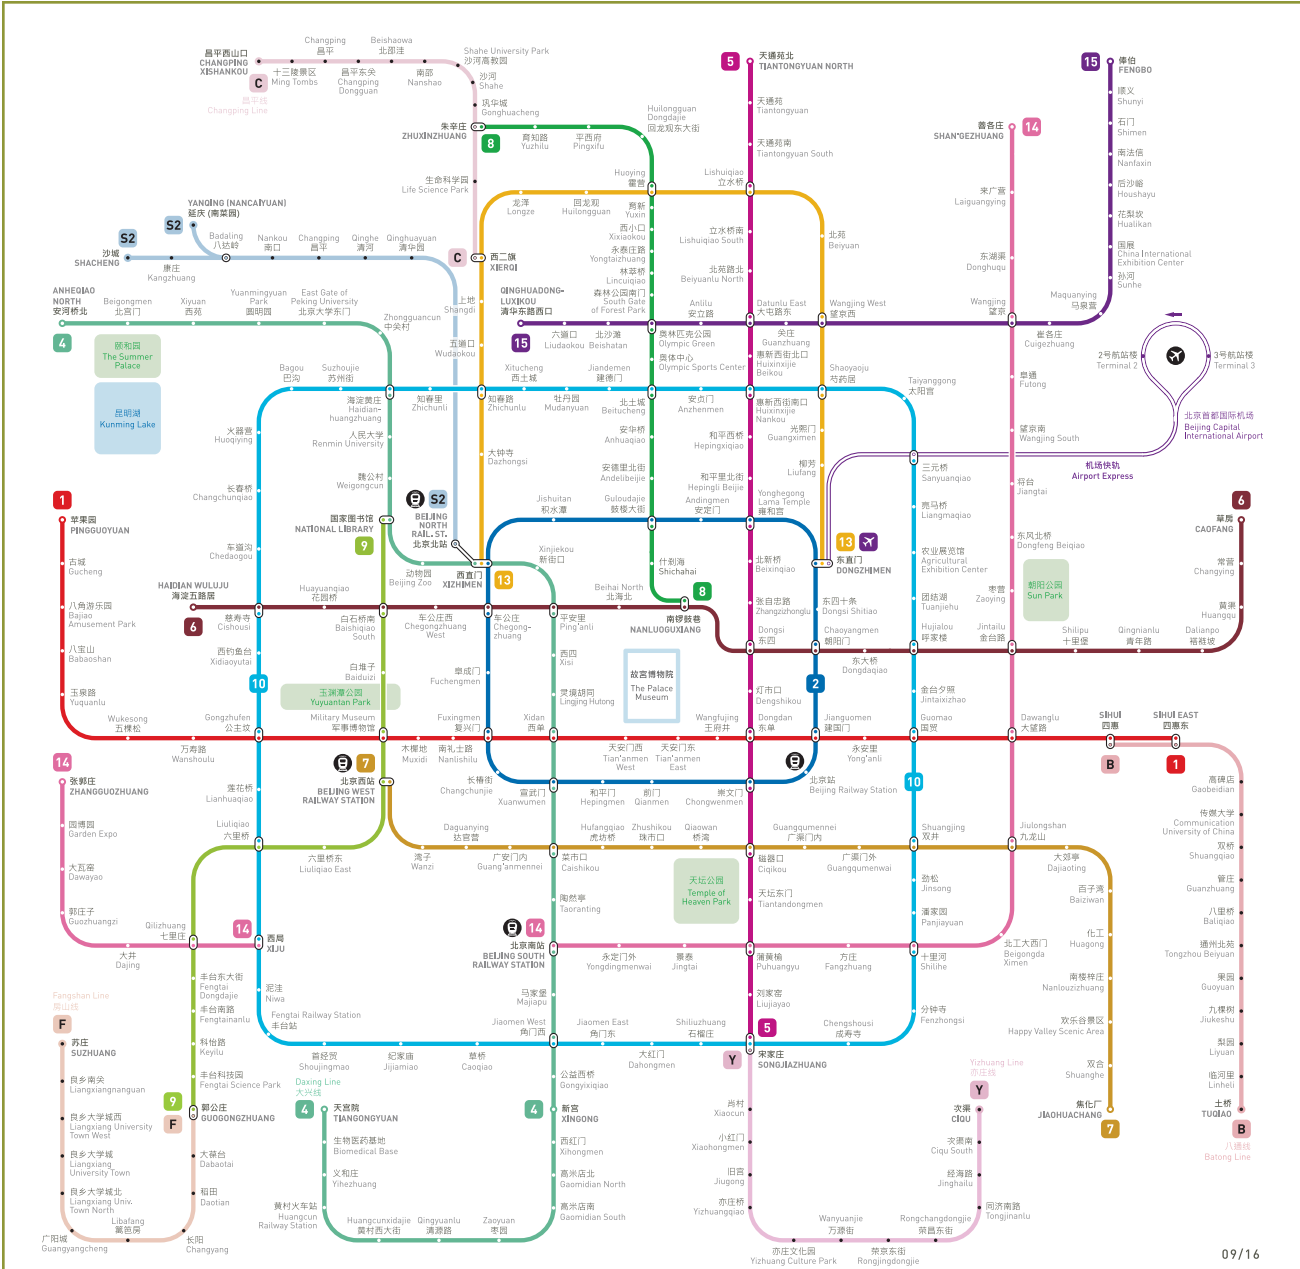 昌平西山口
CHANGPING
XISHANKOU
C
昌平线
Changping Line
十三陵景区
Ming Tombs
Changping
昌平
昌平东关
Changping
Dongguan
Beishaowa
北邵洼
南邵
Nanshao
Shahe University Park
沙河高教园
沙河
Shahe
巩华城
Gonghuacheng
朱辛庄
ZHUXINZHUANG
8
育知路
Yuzhilu
平西府
Pingxifu
Huilongguan
Dongdajie
回龙观东大街
生命科学园
Life Science Park
C
西二旗
XIERQI
龙泽
Longze
回龙观
Huilongguan
Huoying
霍营
Lishuiqiao
立水桥
北苑
Beiyuan
5
天通苑北
TIANTONGYUAN NORTH
天通苑
Tiantongyuan
天通苑南
Tiantongyuan South
立水桥南
Lishuiqiao South
北苑路北
Beiyuanlu North
育新
Yuxin
西小口
Xixiaokou
永泰庄路
Yongtaizhuang
林萃桥
Lincuiqiao
森林公园南门
South Gate
of Forest Park
善各庄
SHAN'GEZHUANG
14
来广营
Laiguangying
东湖渠
Donghuqu
15
俸伯
FENGBO
顺义
Shunyi
石门
Shimen
南法信
Nanfaxin
后沙峪
Houshayu
花梨坎
Hualikan
国展
China International
Exhibition Center
孙河
Sunhe
Maquanying
马泉营
崔各庄
Cuigezhuang
Wangjing
望京
Wangjing West
望京西
Datunlu East
大屯路东
关庄
Guanzhuang
Anlilu
安立路
奥林匹克公园
Olympic Green
北沙滩
Beishatan
六道口
Liudaokou
15
QINGHUADONG-
LUXIKOU
清华东路西口
YANQING (NANCAIYUAN)
延庆 (南菜园)
S2
S2
沙城
SHACHENG
康庄
Kangzhuang
Badaling
八达岭
Nankou
南口
Changping
昌平
Qinghe
清河
Qinghuayuan
清华园
ANHEQIAO
NORTH
安河桥北
4
Beigongmen
北宫门
Xiyuan
西苑
Yuanmingyuan
Park
圆明园
East Gate of
Peking University
北京大学东门
Zhongguancun
中关村
上地
Shangdi
五道口
Wudaokou
颐和园
The Summer
Palace
昆明湖
Kunming Lake
Bagou
巴沟
Suzhoujie
苏州街
海淀黄庄
Haidian-
huangzhuang
知春里
Zhichunli
知春路
Zhichunlu
Xitucheng
西土城
牡丹园
Mudanyuan
Jiandemen
建德门
北土城
Beitucheng
奥体中心
Olympic Sports Center
安贞门
Anzhenmen
惠新西街北口
Huixinxijie
Beikou
惠新西街南口
Huixinxijie
Nankou
Shaoyaoju
芍药居
Taiyanggong
太阳宫
2号航站楼
Terminal 2
3号航站楼
Terminal 3
北京首都国际机场
Beijing Capital
International Airport
机场快轨
Airport Express
阜通
Futong
望京南
Wangjing South
将台
Jiangtai
东风北桥
Dongfeng Beiqiao
三元桥
Sanyuanqiao
亮马桥
Liangmaqiao
农业展览馆
Agricultural
Exhibition Center
团结湖
Tuanjiehu
Hujialou
呼家楼
枣营
Zaoying
朝阳公园
Sun Park
6
草房
CAOFANG
常营
Changying
黄渠
Huangqu
Dalianpo
褡裢坡
Qingnianlu
青年路
Shilipu
十里堡
Jintailu
金台路
火器营
Huoqiying
长春桥
Changchunqiao
车道沟
Chedaogou
人民大学
Renmin University
魏公村
Weigongcun
国家图书馆
NATIONAL LIBRARY
9
S2
BEIJING
NORTH
RAIL. ST.
北京北站
大钟寺
Dazhongsi
Jishuitan
积水潭
安华桥
Anhuaqiao
安德里北街
Andelibeijie
Guloudajie
鼓楼大街
和平西桥
Hepingxiqiao
和平里北街
Hepingli Beijie
Andingmen
安定门
Yonghegong
Lama Temple
雍和宫
光熙门
Guangximen
柳芳
Liufang
13
东直门
DONGZHIMEN
北新桥
Beixinqiao
什刹海
Shichahai
8
南锣鼓巷
NANLUOGUXIANG
Beihai North
北海北
张自忠路
Zhangzizhonglu
东四十条
Dongsi Shitiao
Dongsi
东四
Chaoyangmen
朝阳门
东大桥
Dongdaqiao
1
苹果园
PINGGUOYUAN
古城
Gucheng
八角游乐园
Bajiao
Amusement Park
八宝山
Babaoshan
玉泉路
Yuquanlu
Wukesong
五棵松
万寿路
Wanshoulu
Gongzhufen
公主坟
Military Museum
军事博物馆
木樨地
Muxidi
南礼士路
Nanlishilu
Fuxingmen
复兴门
Xidan
西单
天安门西
Tian'anmen
West
天安门东
Tian'anmen
East
Wangfujing
王府井
Dongdan
东单
Jianguomen
建国门
永安里
Yong'anli
Guomao
国贸
Dawanglu
大望路
SIHUI
四惠
B
SIHUI EAST
四惠东
1
HAIDIAN WULUJU
海淀五路居
6
慈寿寺
Cishousi
Huayuanqiao
花园桥
白石桥南
Baishiqiao
South
车公庄西
Chegongzhuang
West
车公庄
Chegong-
zhuang
平安里
Ping'anli
动物园
Beijing Zoo
西直门
XIZHIMEN
13
Xinjiekou
新街口
西钓鱼台
Xidiaoyutai
10
白堆子
Baiduizi
玉渊潭公园
Yuyuantan Park
阜成门
Fuchengmen
西四
Xisi
灵境胡同
Lingjing Hutong
故宫博物院
The Palace
Museum
灯市口
Dengshikou
2
金台夕照
Jintaixizhao
14
张郭庄
ZHANGGUOZHUANG
园博园
Garden Expo
大瓦窑
Dawayao
郭庄子
Guozhuangzi
大井
Dajing
Qilizhuang
七里庄
14
西局
XIJU
莲花桥
Lianhuaqiao
Liuliqiao
六里桥
六里桥东
Liuliqiao East
7
北京西站
BEIJING WEST
RAILWAY STATION
湾子
Wanzi
Daguanying
达官营
广安门内
Guang'anmennei
菜市口
Caishikou
Hufangqiao
虎坊桥
Zhushikou
珠市口
Qiaowan
桥湾
磁器口
Ciqikou
Guangqumennei
广渠门内
广渠门外
Guangqumenwai
Shuangjing
双井
Jiulongshan
九龙山
大郊亭
Dajiaoting
百子湾
Baiziwan
化工
Huagong
南楼梓庄
Nanlouzizhuang
欢乐谷景区
Happy Valley Scenic Area
双合
Shuanghe
焦化厂
JIAOHUACHANG
7
长椿街
Changchunjie
宣武门
Xuanwumen
和平门
Hepingmen
前门
Qianmen
崇文门
Chongwenmen
北京站
Beijing Railway Station
10
陶然亭
Taoranting
14
北京南站
BEIJING SOUTH
RAILWAY STATION
永定门外
Yongdingmenwai
景泰
Jingtai
蒲黄榆
Puhuangyu
方庄
Fangzhuang
十里河
Shilihe
北工大西门
Beigongda
Ximen
天坛公园
Temple of
Heaven Park
天坛东门
Tiantandongmen
劲松
Jinsong
潘家园
Panjiayuan
分钟寺
Fenzhongsi
高碑店
Gaobeidian
传媒大学
Communication
University of China
双桥
Shuangqiao
管庄
Guanzhuang
八里桥
Baliqiao
通州北苑
Tongzhou Beiyuan
果园
Guoyuan
九棵树
Jiukeshu
梨园
Liyuan
临河里
Linheli
土桥
TUQIAO
B
八通线
Batong Line
丰台东大街
Fengtai
Dongdajie
丰台南路
Fengtainanlu
科怡路
Keyilu
丰台科技园
Fengtai Science Park
9
郭公庄
GUOGONGZHUANG
F
泥洼
Niwa
Fengtai Railway Station
丰台站
首经贸
Shoujingmao
纪家庙
Jijiamiao
草桥
Caoqiao
马家堡
Majiapu
Jiaomen West
角门西
Jiaomen East
角门东
大红门
Dahongmen
Shiliuzhuang
石榴庄
刘家窑
Liujiayao
5
宋家庄
SONGJIAZHUANG
Y
Chengshousi
成寿寺
Fangshan Line
房山线
F
苏庄
SUZHUANG
良乡南关
Liangxiangnanguan
良乡大学城西
Liangxiang University
Town West
良乡大学城
Liangxiang
University Town
良乡大学城北
Liangxiang Univ.
Town North
广阳城
Guangyangcheng
Libafang
篱笆房
长阳
Changyang
稻田
Daotian
大葆台
Dabaotai
Daxing Line
大兴线
4
天宫院
TIANGONGYUAN
生物医药基地
Biomedical Base
义和庄
Yihezhuang
黄村火车站
Huangcun
Railway Station
Huangcunxidajie
黄村西大街
Qingyuanlu
清源路
Zaoyuan
枣园
高米店南
Gaomidian South
高米店北
Gaomidian North
西红门
Xihongmen
4
新宫
XINGONG
公益西桥
Gongyixiqiao
肖村
Xiaocun
小红门
Xiaohongmen
旧宫
Jiugong
亦庄桥
Yizhuangqiao
亦庄文化园
Yizhuang Culture Park
Wanyuanjie
万源街
荣京东街
Rongjingdongjie
Rongchangdongjie
荣昌东街
同济南路
Tongjinanlu
经海路
Jinghailu
次渠南
Ciqu South
次渠
CIQU
Y
Yizhuang Line
亦庄线
09/16